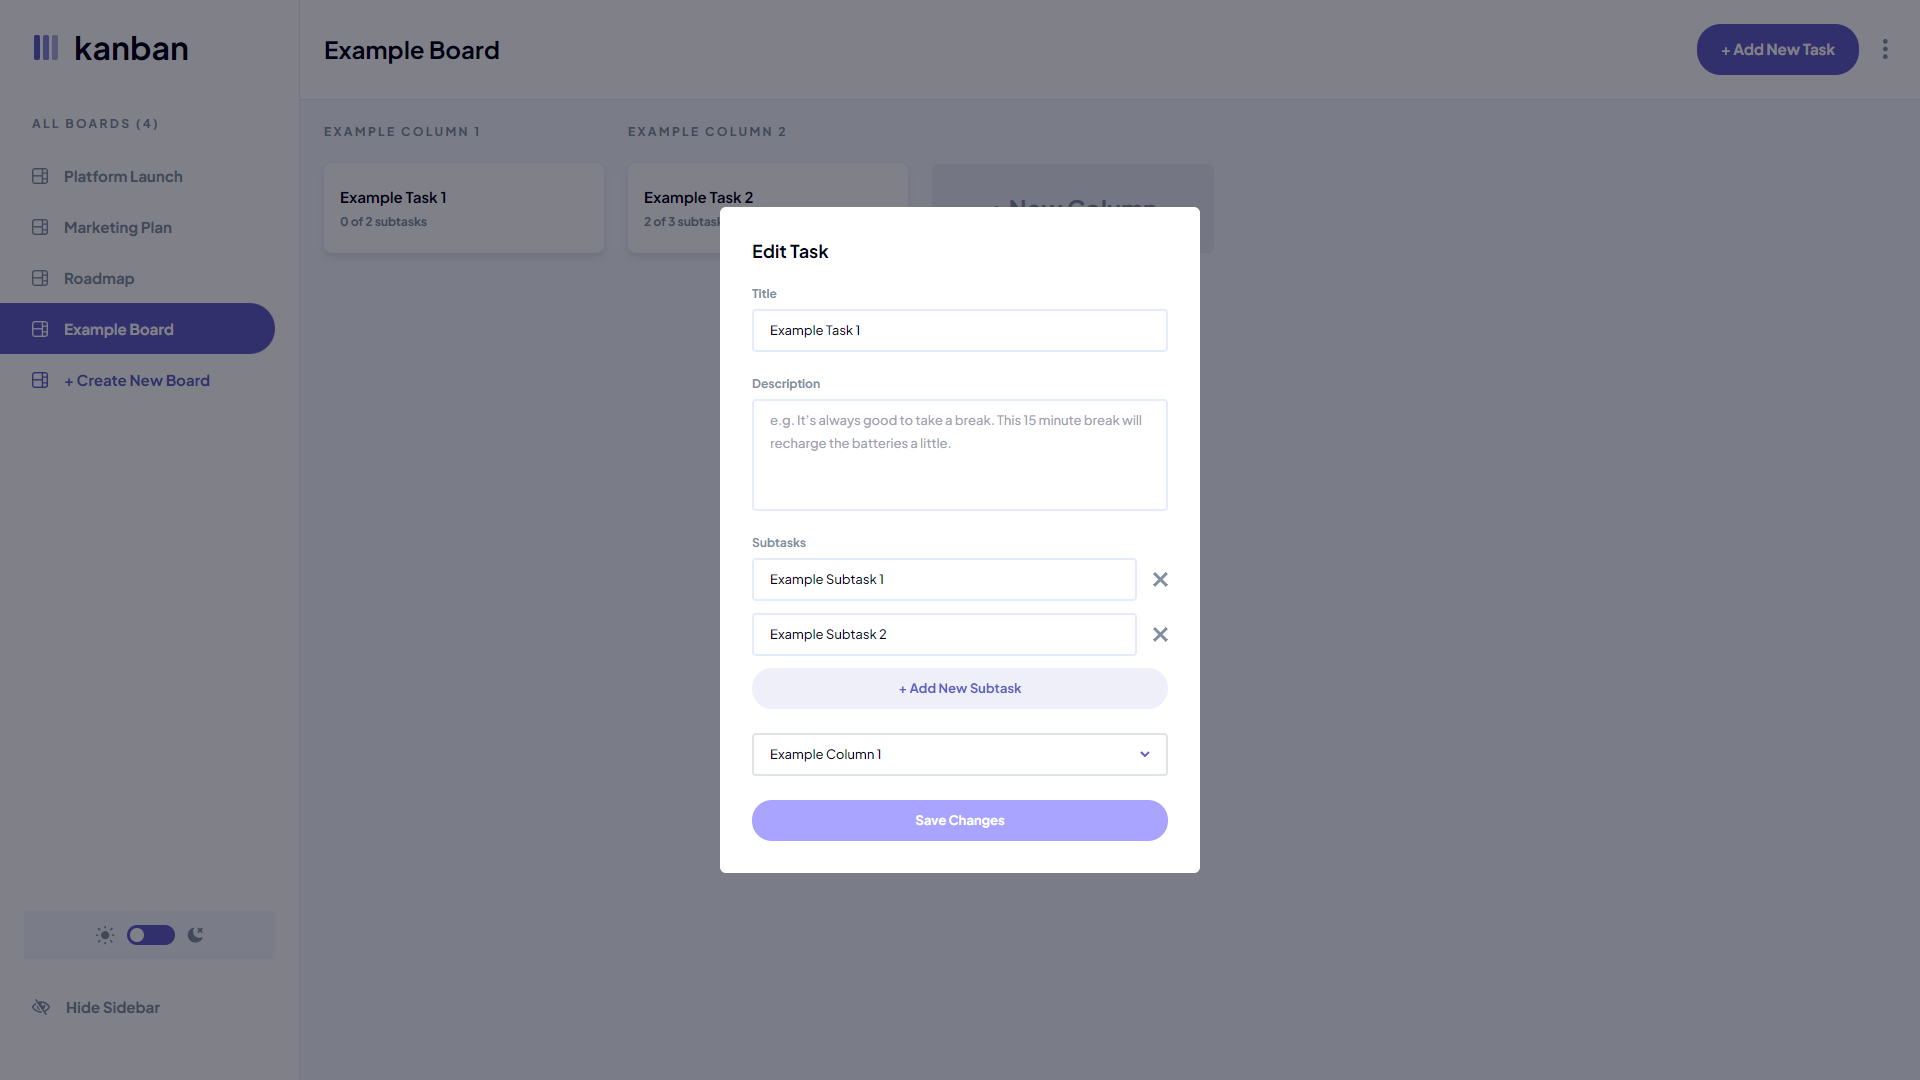 kanban
ALL BOARDS (4)
Platform Launch
Marketing Plan
Roadmap
Example Board
+ Create New Board
Hide Sidebar
Example Board
+ Add New Task
EXAMPLE COLUMN 1
Example Task 1
0 of 2 subtasks
EXAMPLE COLUMN 2
Example Task 2
2 of 3 subtask
+ New Column
Edit Task
Title
Example Task 1
Description
e.g. It's always good to take a break. This 15 minute break will
recharge the batteries a little.
Subtasks
Example Subtask 1
Example Subtask 2
+ Add New Subtask
Example Column 1
Save Changes